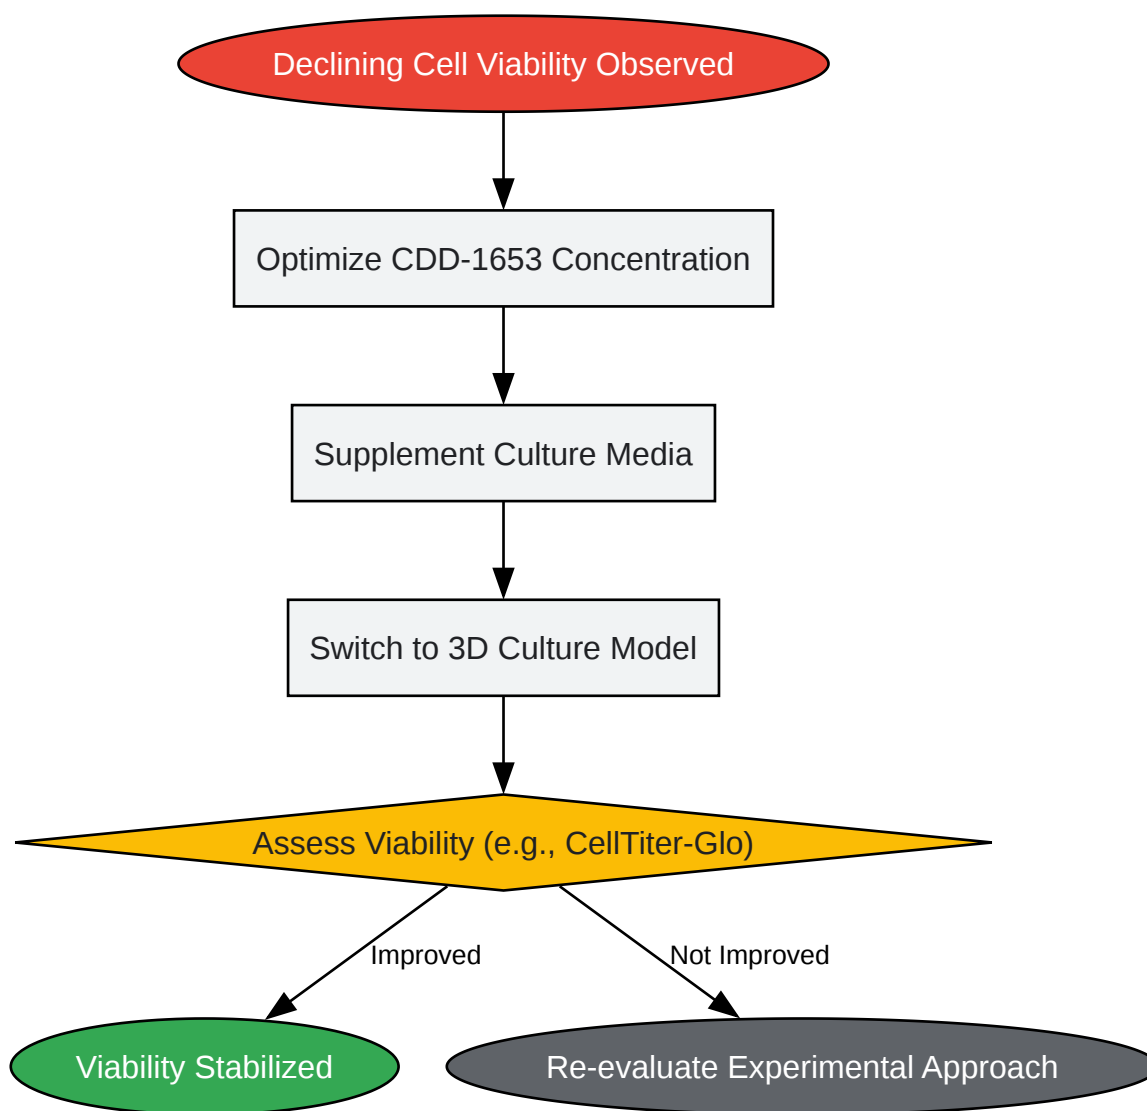 Declining Cell Viability Observed
Optimize CDD-1653 Concentration
Supplement Culture Media
Switch to 3D Culture Model
Assess Viability (e.g., CellTiter-Glo)
Improved
Not Improved
Viability Stabilized
Re-evaluate Experimental Approach